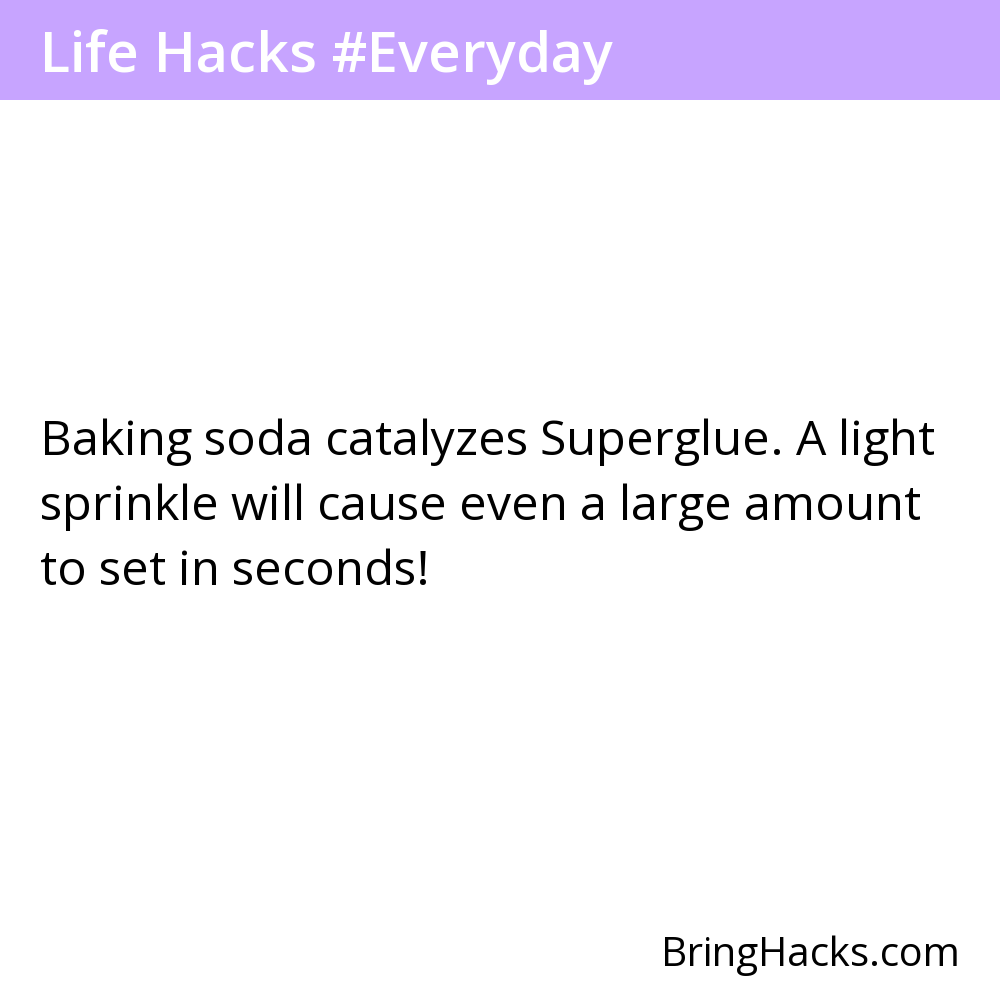 Life Hacks #Everyday
Baking soda catalyzes Superglue. A light
sprinkle will cause even a large amount
to set in seconds!
BringHacks.com